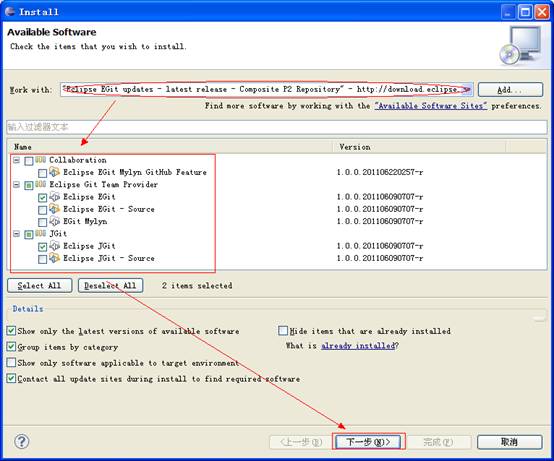 Install
Available Software
Check the items that you wish to install.
Work with: "Eclipse EGit updates - latest release - Composite P2 Repository" - http://download.eclipse. Add...
Find more software by working with the "Available Software Sites" preferences.
输入过滤器文本
Name Version
Collaboration
Eclipse EGit Mylyn GitHub Feature 1.0.0.201106220257-r
Eclipse Git Team Provider
Eclipse EGit 1.0.0.201106090707-r
Eclipse EGit - Source 1.0.0.201106090707-r
EGit Mylyn 1.0.0.201106090707-r
JGit
Eclipse JGit 1.0.0.201106090707-r
Eclipse JGit - Source 1.0.0.201106090707-r
Select All Deselect All 2 items selected
Details
Show only the latest versions of available software Hide items that are already installed
Group items by category What is already installed?
Show only software applicable to target environment
Contact all update sites during install to find required software
<上一步(B) 下一步(N)> 完成(F) 取消